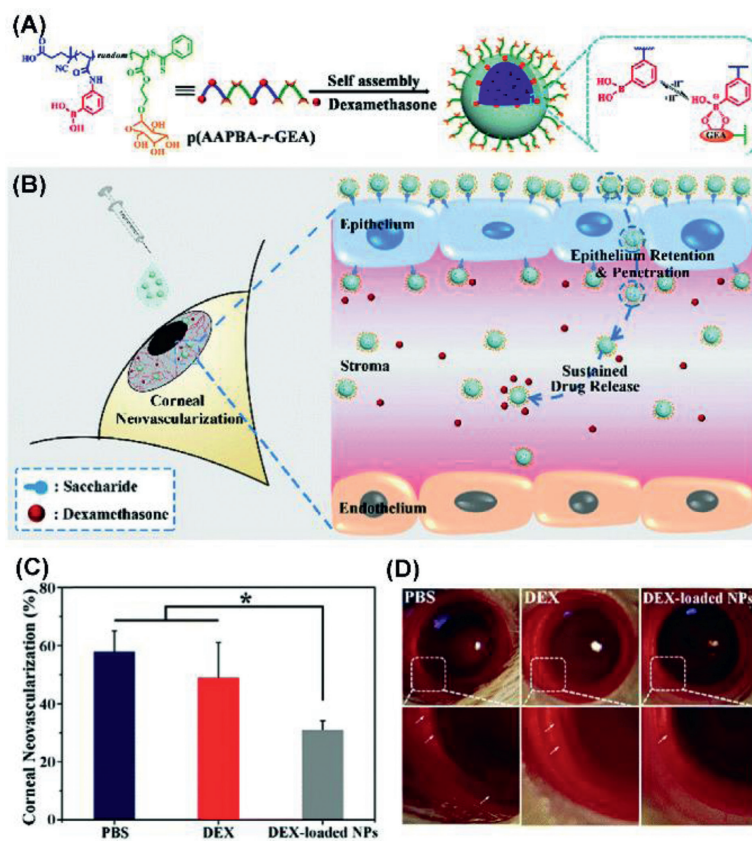 (A)
HO
O
NC
random
O
NH
B
HO
OH
O
O
O
S
S
O
OH
OH
OH
OH
p(AAPBA-r-GEA)
Self assembly
Dexamethasone
HO
B
HO
-H⁺
+H⁺
HO
B
O
O
GEA
(B)
Epithelium
Epithelium Retention
& Penetration
Stroma
Sustained
Drug Release
Corneal
Neovascularization
: Saccharide
: Dexamethasone
Endothelium
(C)
Corneal Neovascularization (%)
80
60
40
20
0
*
PBS
DEX
DEX-loaded NPs
(D)
PBS
DEX
DEX-loaded NPs